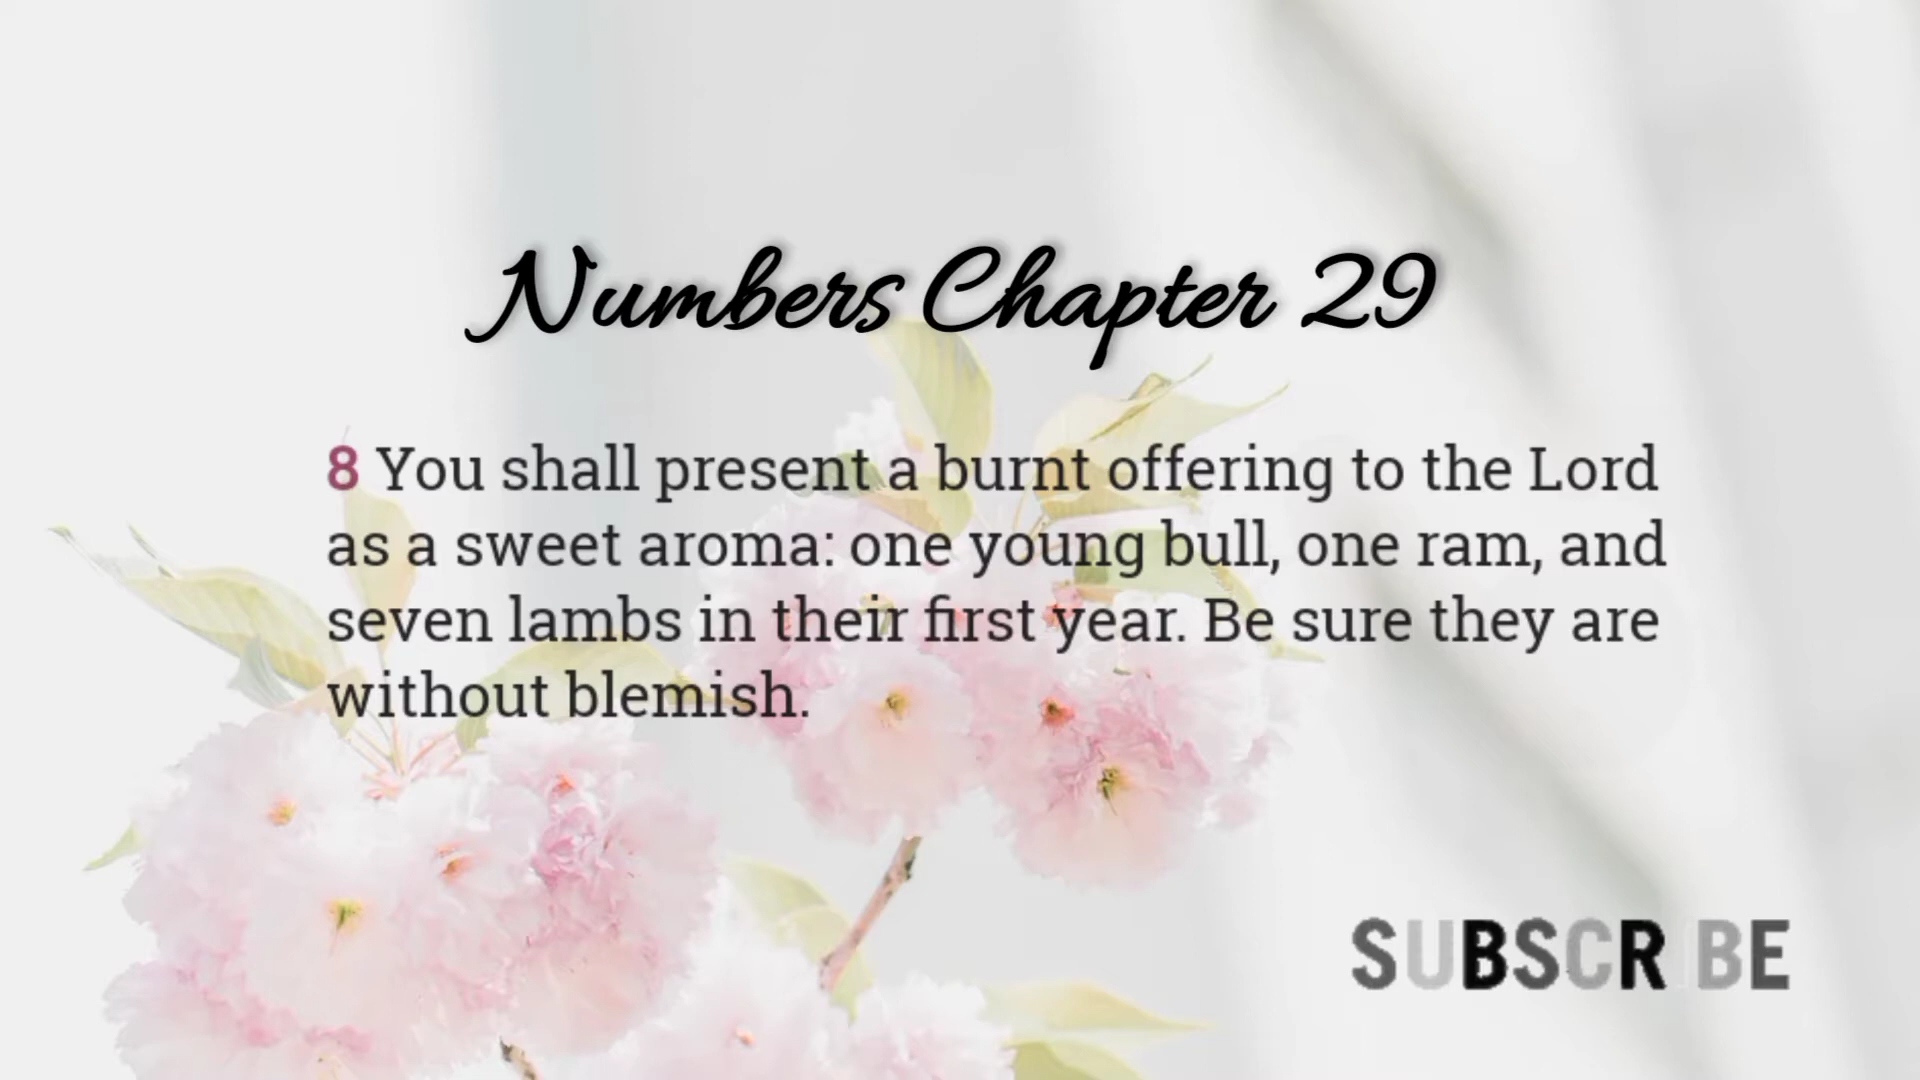 Numbers Chapter 29
8 You shall present a burnt offering to the Lord
as a sweet aroma: one young bull, one ram, and
seven lambs in their first year. Be sure they are
without blemish.
SUBSCRIBE